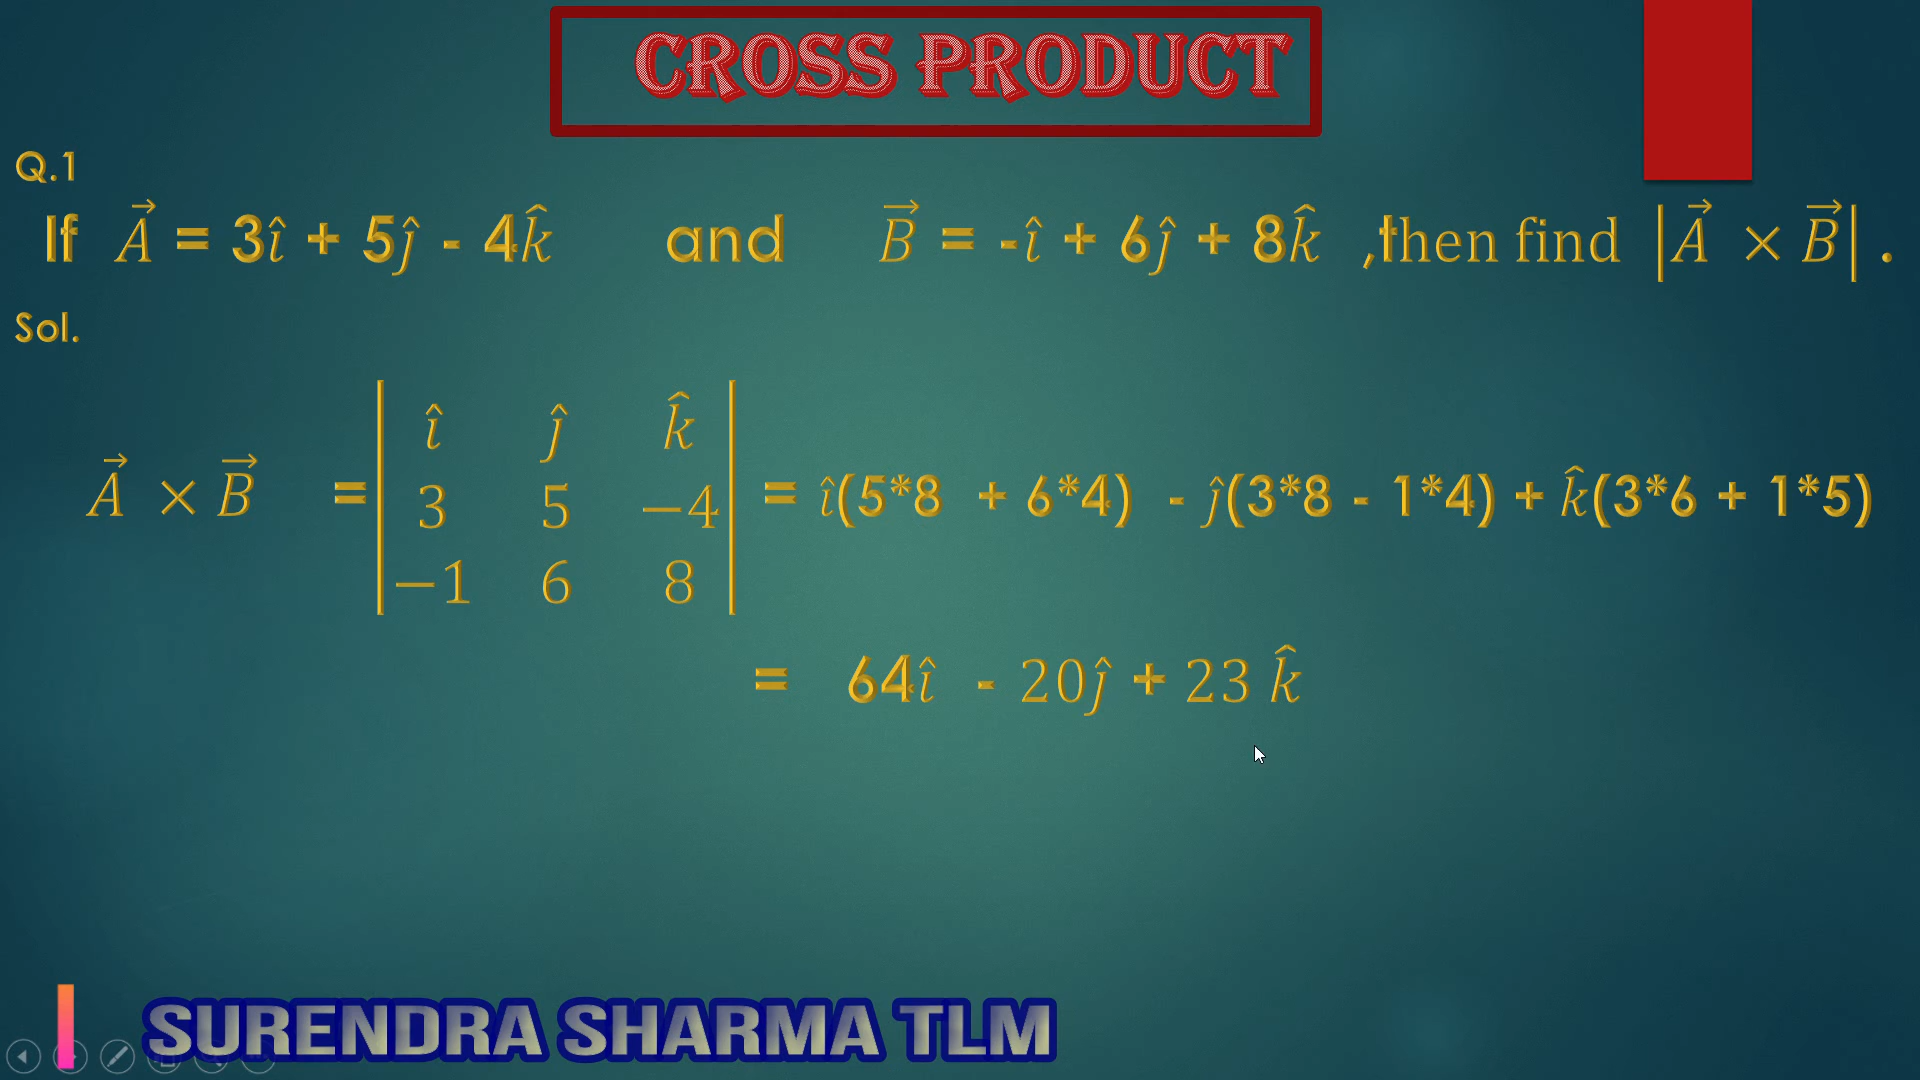 CROSS PRODUCT
Q.1
If A⃗ = 3î + 5ĵ - 4k̂ and B⃗ = -î + 6ĵ + 8k̂ ,then find |A⃗ × B⃗| .
Sol.
A⃗ × B⃗ = | î ĵ k̂ | = î(5*8 + 6*4) - ĵ(3*8 - 1*4) + k̂(3*6 + 1*5)
3 5 −4
−1 6 8
= 64î - 20ĵ + 23 k̂
SURENDRA SHARMA TLM